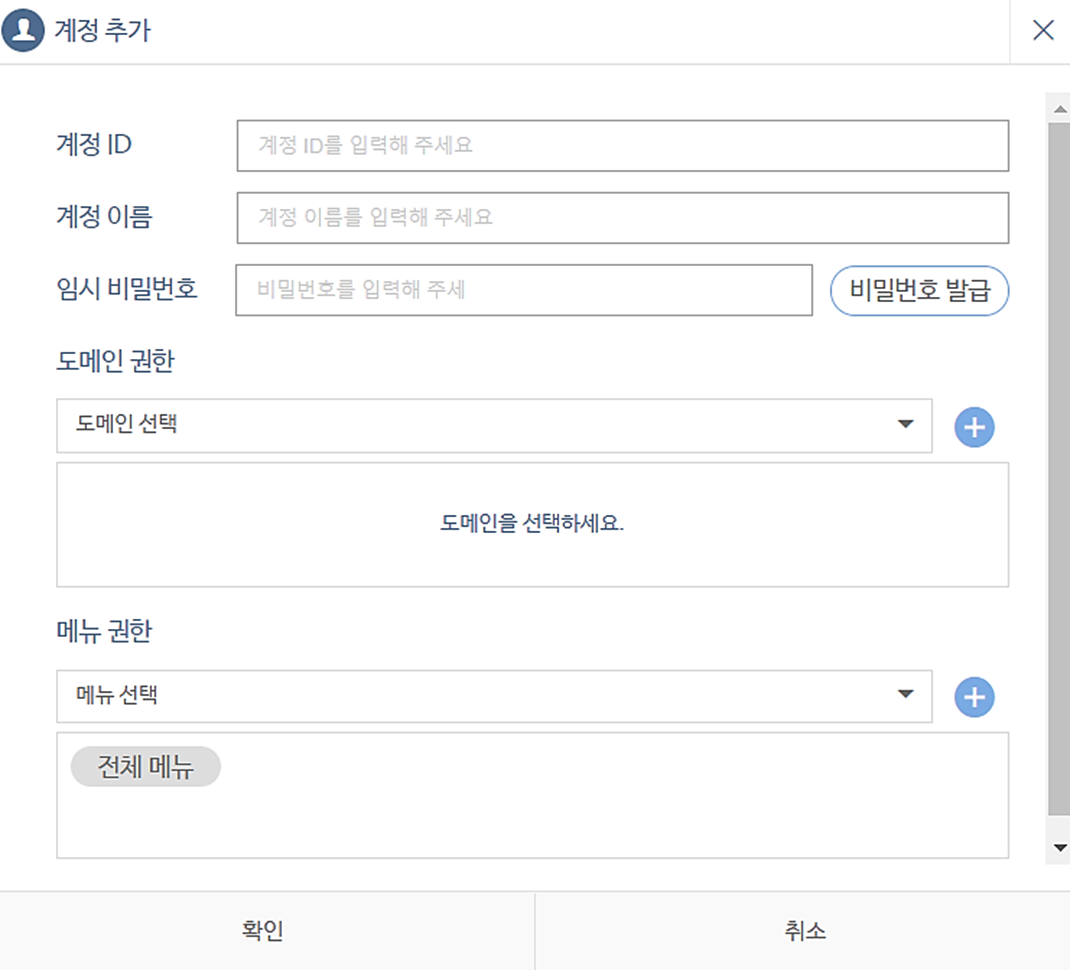 계정 추가
계정 ID
계정 ID를 입력해 주세요
계정 이름
계정 이름를 입력해 주세요
임시 비밀번호
비밀번호를 입력해 주세
비밀번호 발급
도메인 권한
도메인 선택
도메인을 선택하세요.
메뉴 권한
메뉴 선택
전체 메뉴
확인
취소